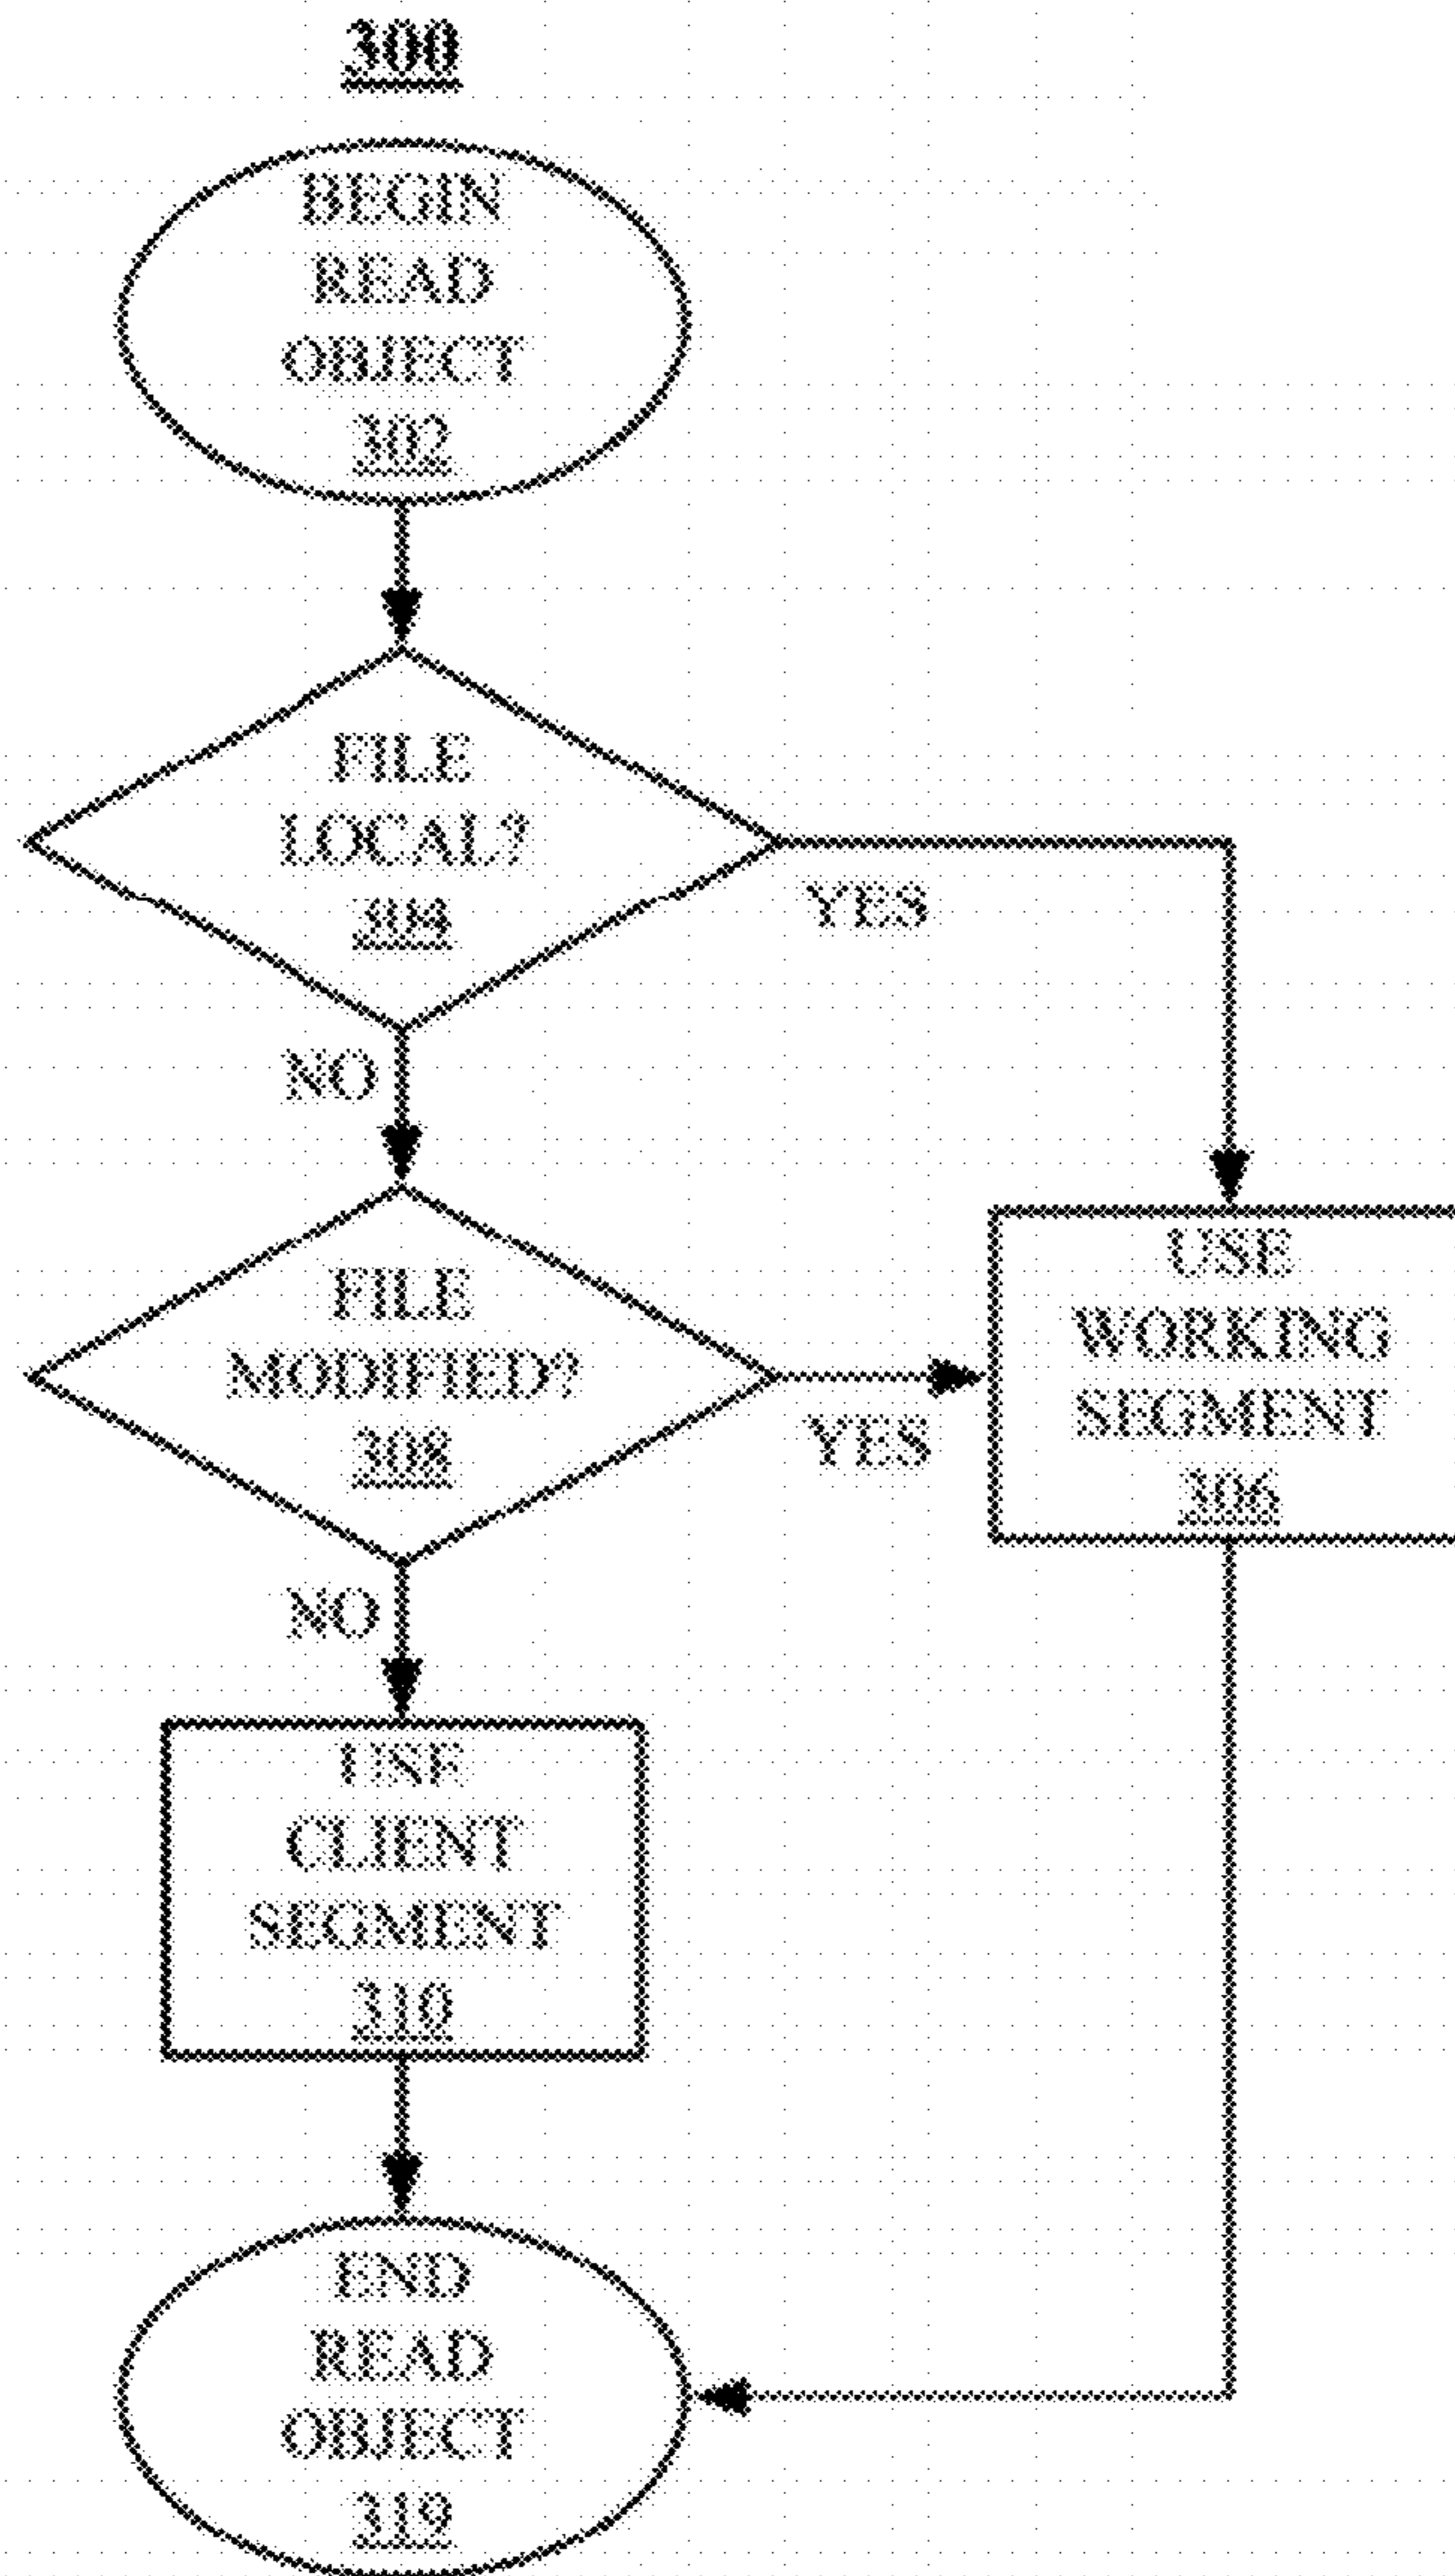 300
BEGIN
READ
OBJECT
302
FILE
LOCAL?
304
YES
NO
FILE
MODIFIED?
308
YES
NO
USE
WORKING
SEGMENT
306
USE
CLIENT
SEGMENT
310
END
READ
OBJECT
319